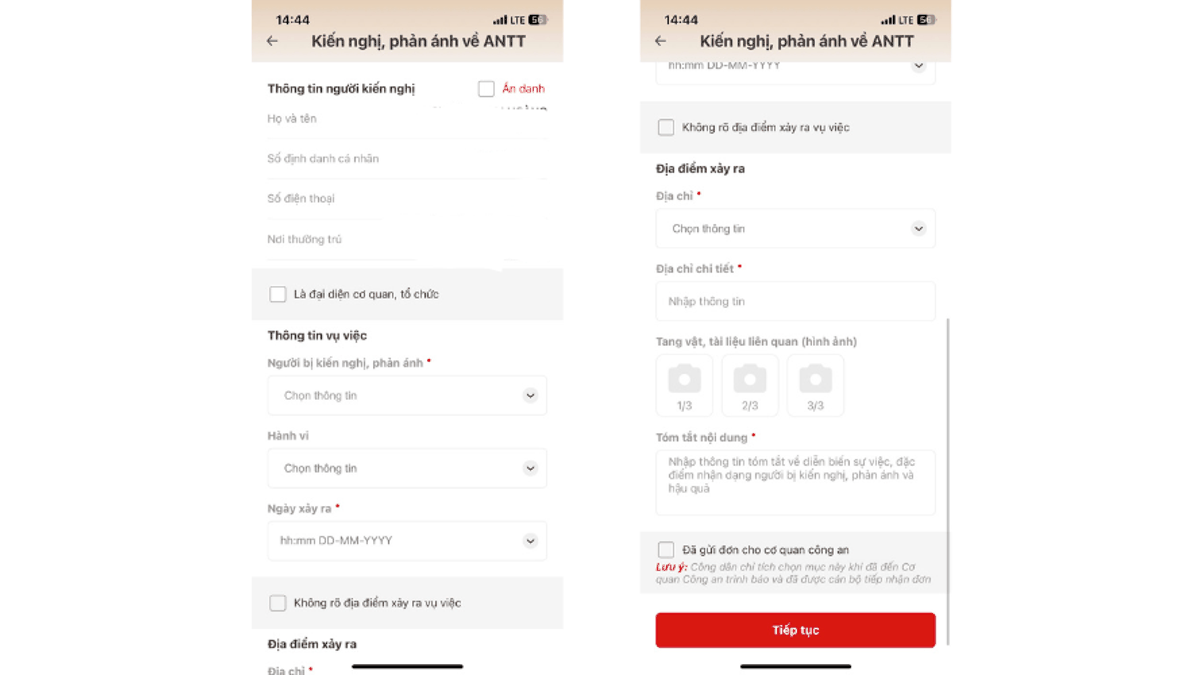 14:44
LTE 56
Kiến nghị, phản ánh về ANTT
Thông tin người kiến nghị
Ẩn danh
Họ và tên
Số định danh cá nhân
Số điện thoại
Nơi thường trú
Là đại diện cơ quan, tổ chức
Thông tin vụ việc
Người bị kiến nghị, phản ánh *
Chọn thông tin
Hành vi
Chọn thông tin
Ngày xảy ra *
hh:mm DD-MM-YYYY
Không rõ địa điểm xảy ra vụ việc
Địa điểm xảy ra
Địa chỉ *
14:44
LTE 56
Kiến nghị, phản ánh về ANTT
hh:mm DD-MM-YYYY
Không rõ địa điểm xảy ra vụ việc
Địa điểm xảy ra
Địa chỉ *
Chọn thông tin
Địa chỉ chi tiết *
Nhập thông tin
Tang vật, tài liệu liên quan (hình ảnh)
1/3
2/3
3/3
Tóm tắt nội dung *
Nhập thông tin tóm tắt về diễn biến sự việc, đặc
điểm nhận dạng người bị kiến nghị, phản ánh và
hậu quả
Đã gửi đơn cho cơ quan công an
Lưu ý: Công dân chỉ tích chọn mục này khi đã đến Cơ
quan Công an trình báo và đã được cán bộ tiếp nhận đơn
Tiếp tục